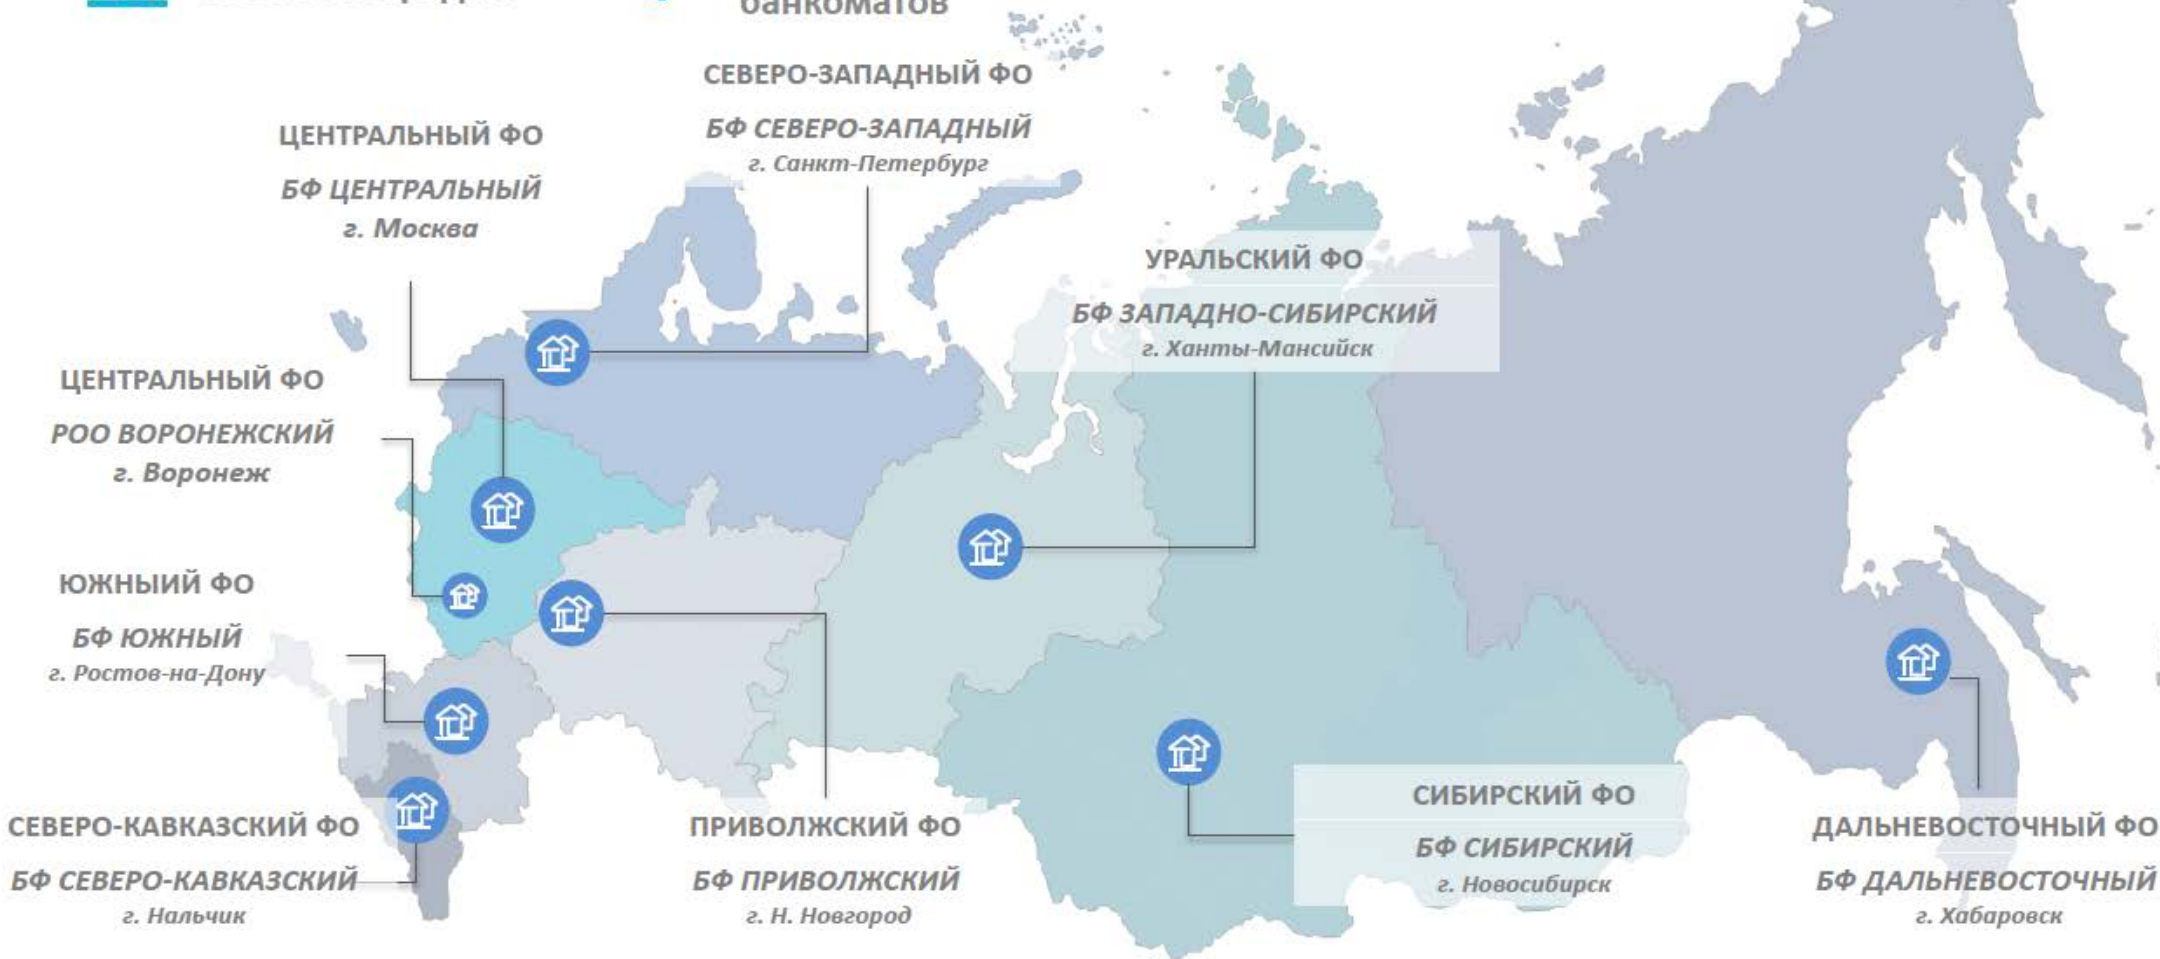 банкоматов
СЕВЕРО-ЗАПАДНЫЙ ФО
БФ СЕВЕРО-ЗАПАДНЫЙ
г. Санкт-Петербург
ЦЕНТРАЛЬНЫЙ ФО
БФ ЦЕНТРАЛЬНЫЙ
г. Москва
УРАЛЬСКИЙ ФО
БФ ЗАПАДНО-СИБИРСКИЙ
г. Ханты-Мансийск
ЦЕНТРАЛЬНЫЙ ФО
РОО ВОРОНЕЖСКИЙ
г. Воронеж
ЮЖНЫИЙ ФО
БФ ЮЖНЫЙ
г. Ростов-на-Дону
СЕВЕРО-КАВКАЗСКИЙ ФО
БФ СЕВЕРО-КАВКАЗСКИЙ
г. Нальчик
ПРИВОЛЖСКИЙ ФО
БФ ПРИВОЛЖСКИЙ
г. Н. Новгород
СИБИРСКИЙ ФО
БФ СИБИРСКИЙ
г. Новосибирск
ДАЛЬНЕВОСТОЧНЫЙ ФО
БФ ДАЛЬНЕВОСТОЧНЫЙ
г. Хабаровск